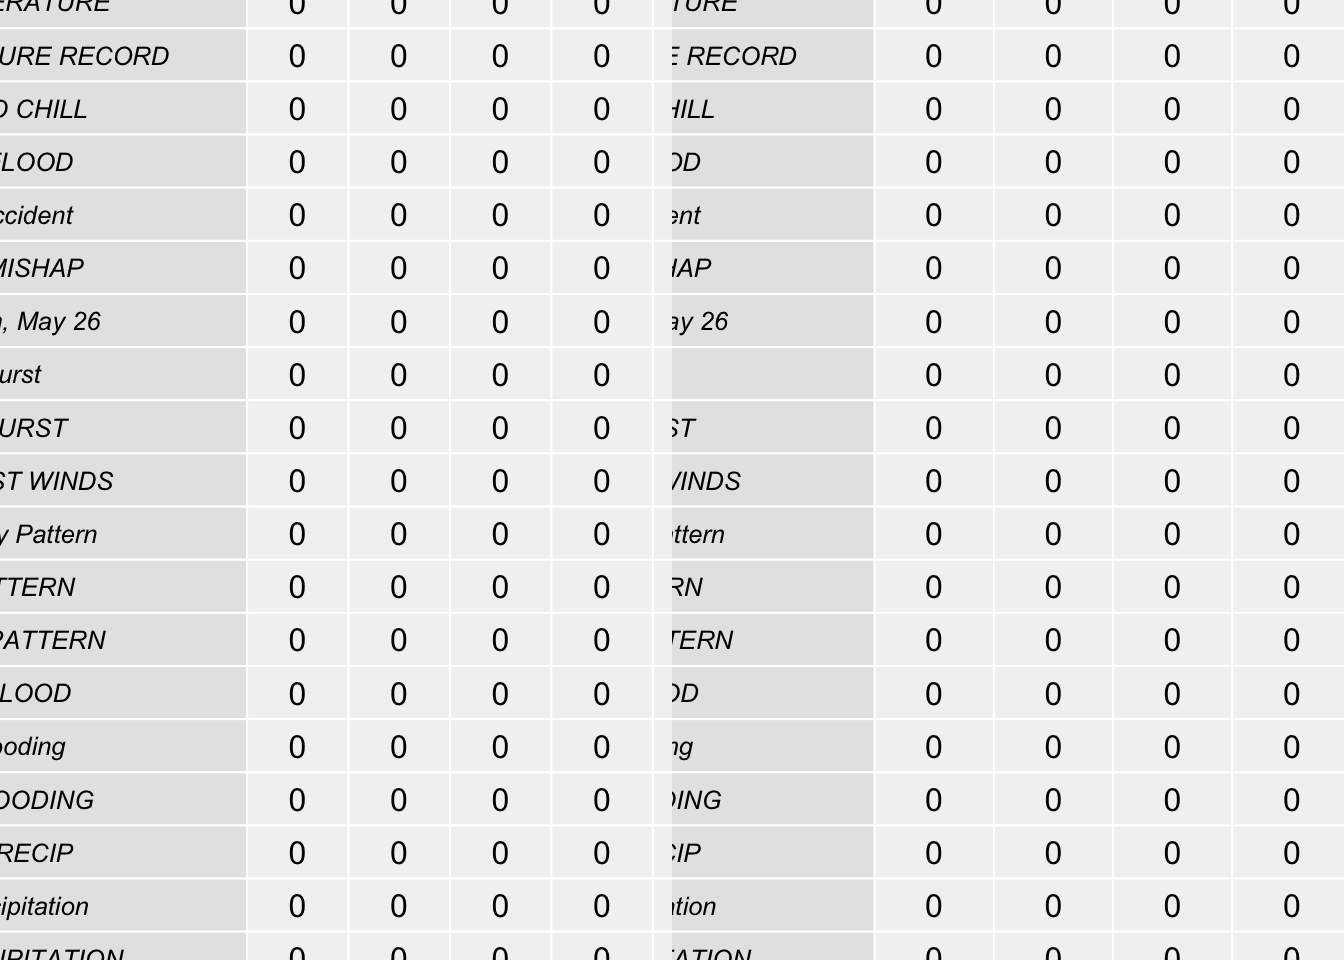 ERATURE 0 0 0 0 TURE 0 0 0 0
URE RECORD 0 0 0 0 E RECORD 0 0 0 0
D CHILL 0 0 0 0 HILL 0 0 0 0
FLOOD 0 0 0 0 OD 0 0 0 0
ccident 0 0 0 0 ent 0 0 0 0
MISHAP 0 0 0 0 HAP 0 0 0 0
, May 26 0 0 0 0 ay 26 0 0 0 0
urst 0 0 0 0 0 0 0 0
URST 0 0 0 0 ST 0 0 0 0
ST WINDS 0 0 0 0 WINDS 0 0 0 0
y Pattern 0 0 0 0 attern 0 0 0 0
TTERN 0 0 0 0 RN 0 0 0 0
PATTERN 0 0 0 0 TERN 0 0 0 0
LOOD 0 0 0 0 OD 0 0 0 0
ooding 0 0 0 0 ng 0 0 0 0
OODING 0 0 0 0 DING 0 0 0 0
RECIP 0 0 0 0 CIP 0 0 0 0
ipitation 0 0 0 0 ation 0 0 0 0
IPITATION 0 0 0 0 TATION 0 0 0 0